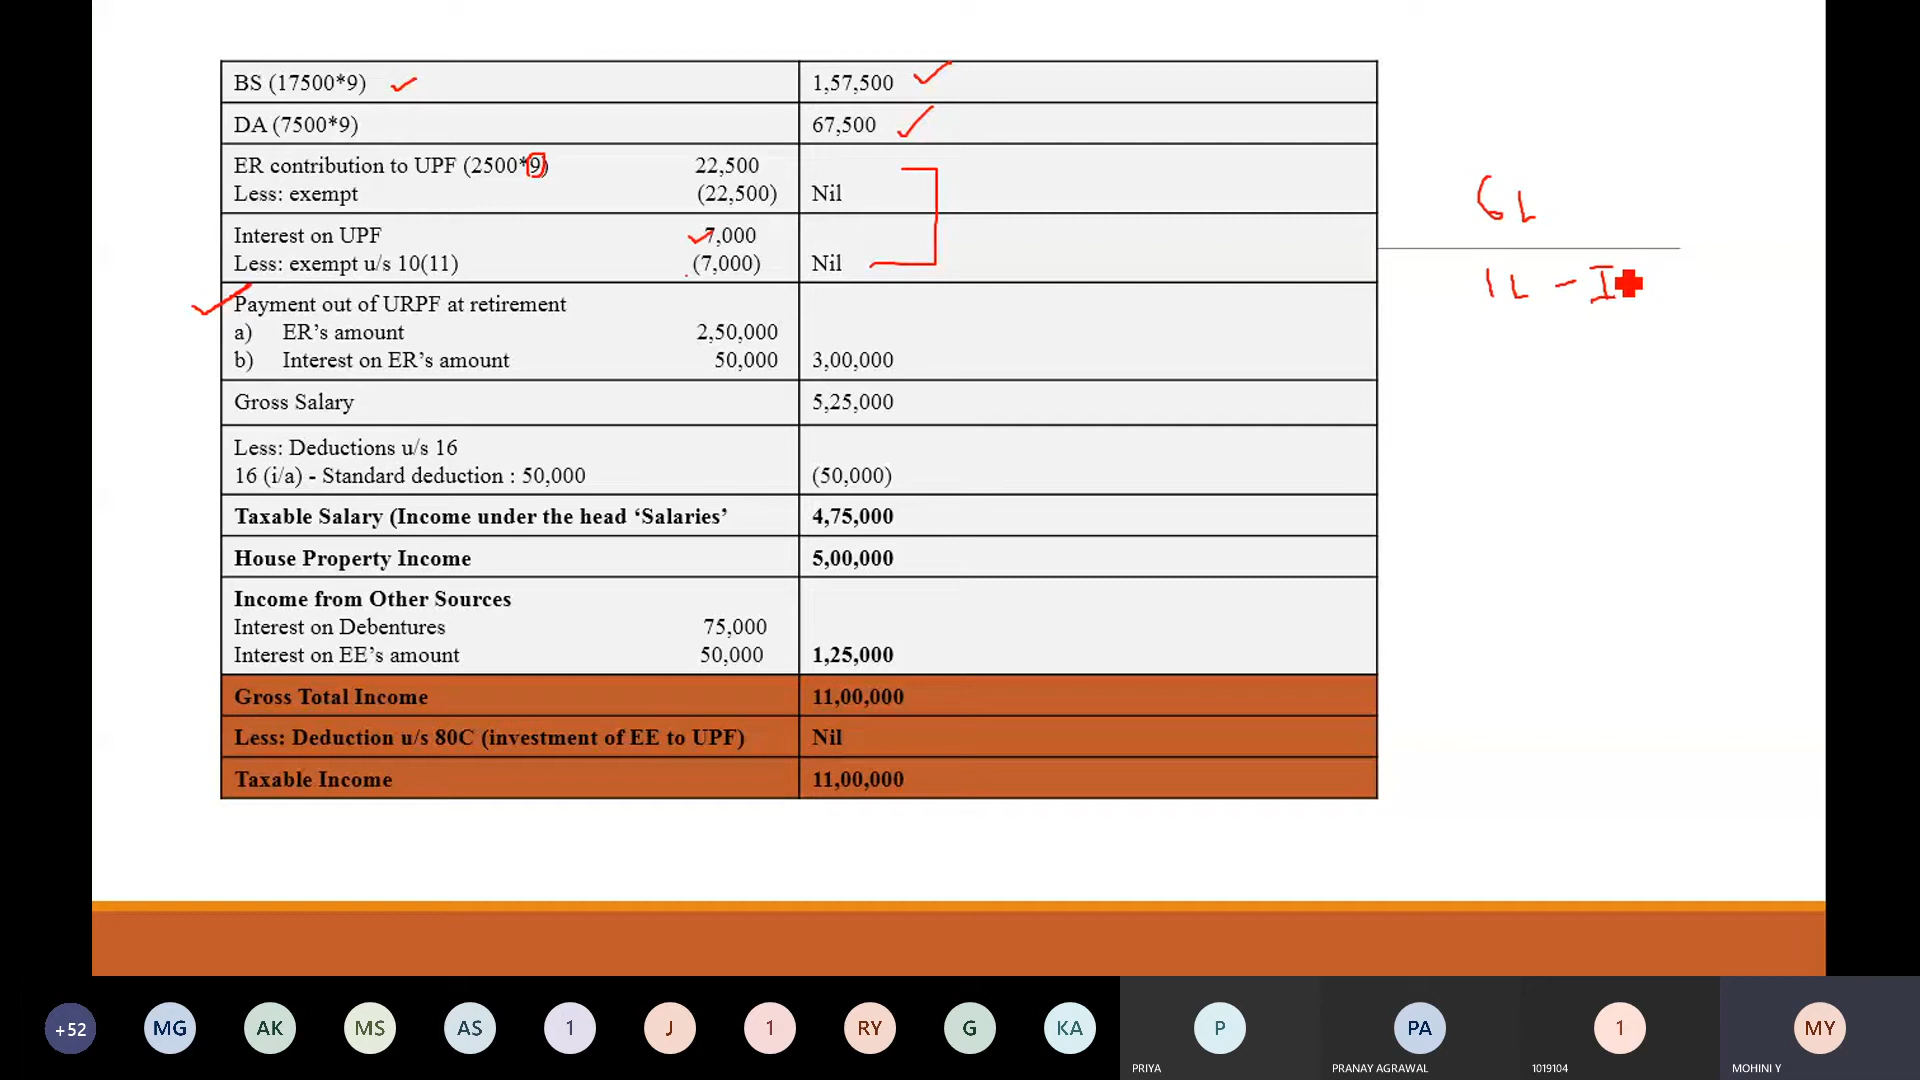 BS (17500*9) 1,57,500
DA (7500*9) 67,500
ER contribution to UPF (2500*9) 22,500
Less: exempt (22,500) Nil
Interest on UPF 7,000
Less: exempt u/s 10(11) (7,000) Nil
Payment out of URPF at retirement
a) ER’s amount 2,50,000
b) Interest on ER’s amount 50,000 3,00,000
Gross Salary 5,25,000
Less: Deductions u/s 16
16 (i/a) - Standard deduction : 50,000 (50,000)
Taxable Salary (Income under the head ‘Salaries’ 4,75,000
House Property Income 5,00,000
Income from Other Sources
Interest on Debentures 75,000
Interest on EE’s amount 50,000 1,25,000
Gross Total Income 11,00,000
Less: Deduction u/s 80C (investment of EE to UPF) Nil
Taxable Income 11,00,000
6L
1L - I
+52 MG AK MS AS 1 J 1 RY G KA P PA 1 MY
PRIYA PRANAY AGRAWAL 1019104 MOHINI Y